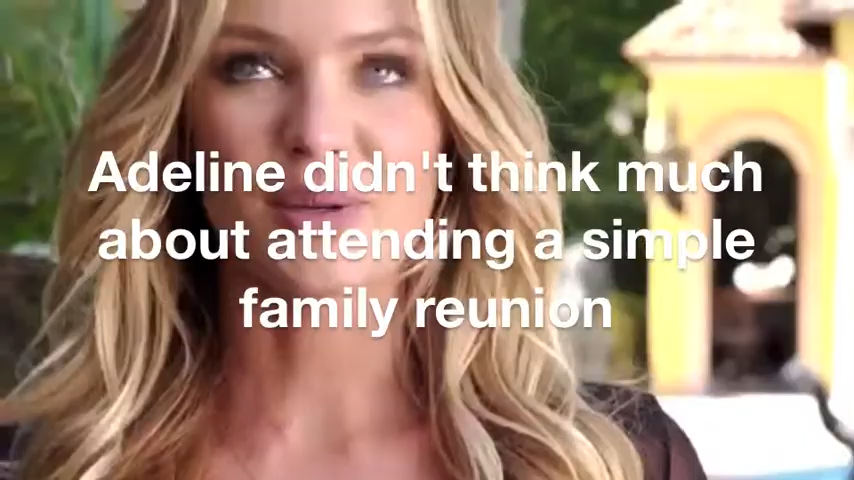 Adeline didn't think much
about attending a simple
family reunion